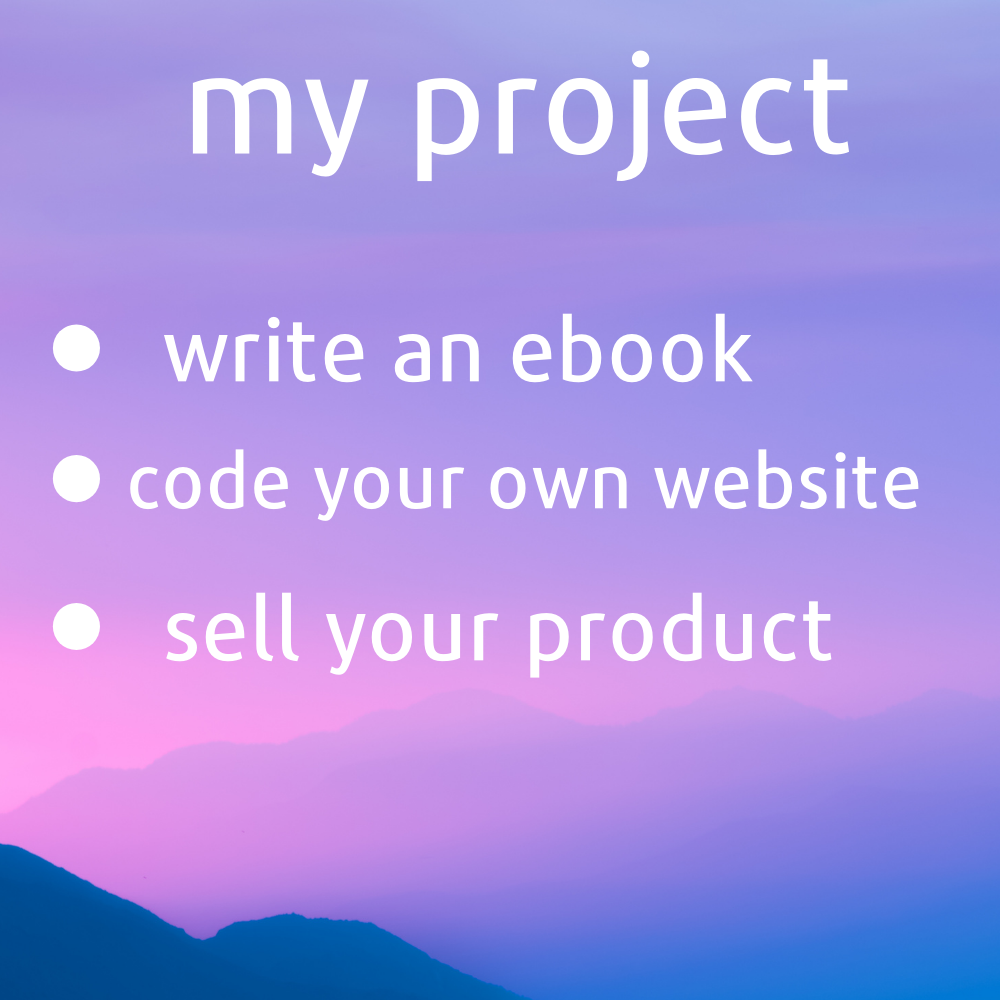 my project
● write an ebook
● code your own website
● sell your product